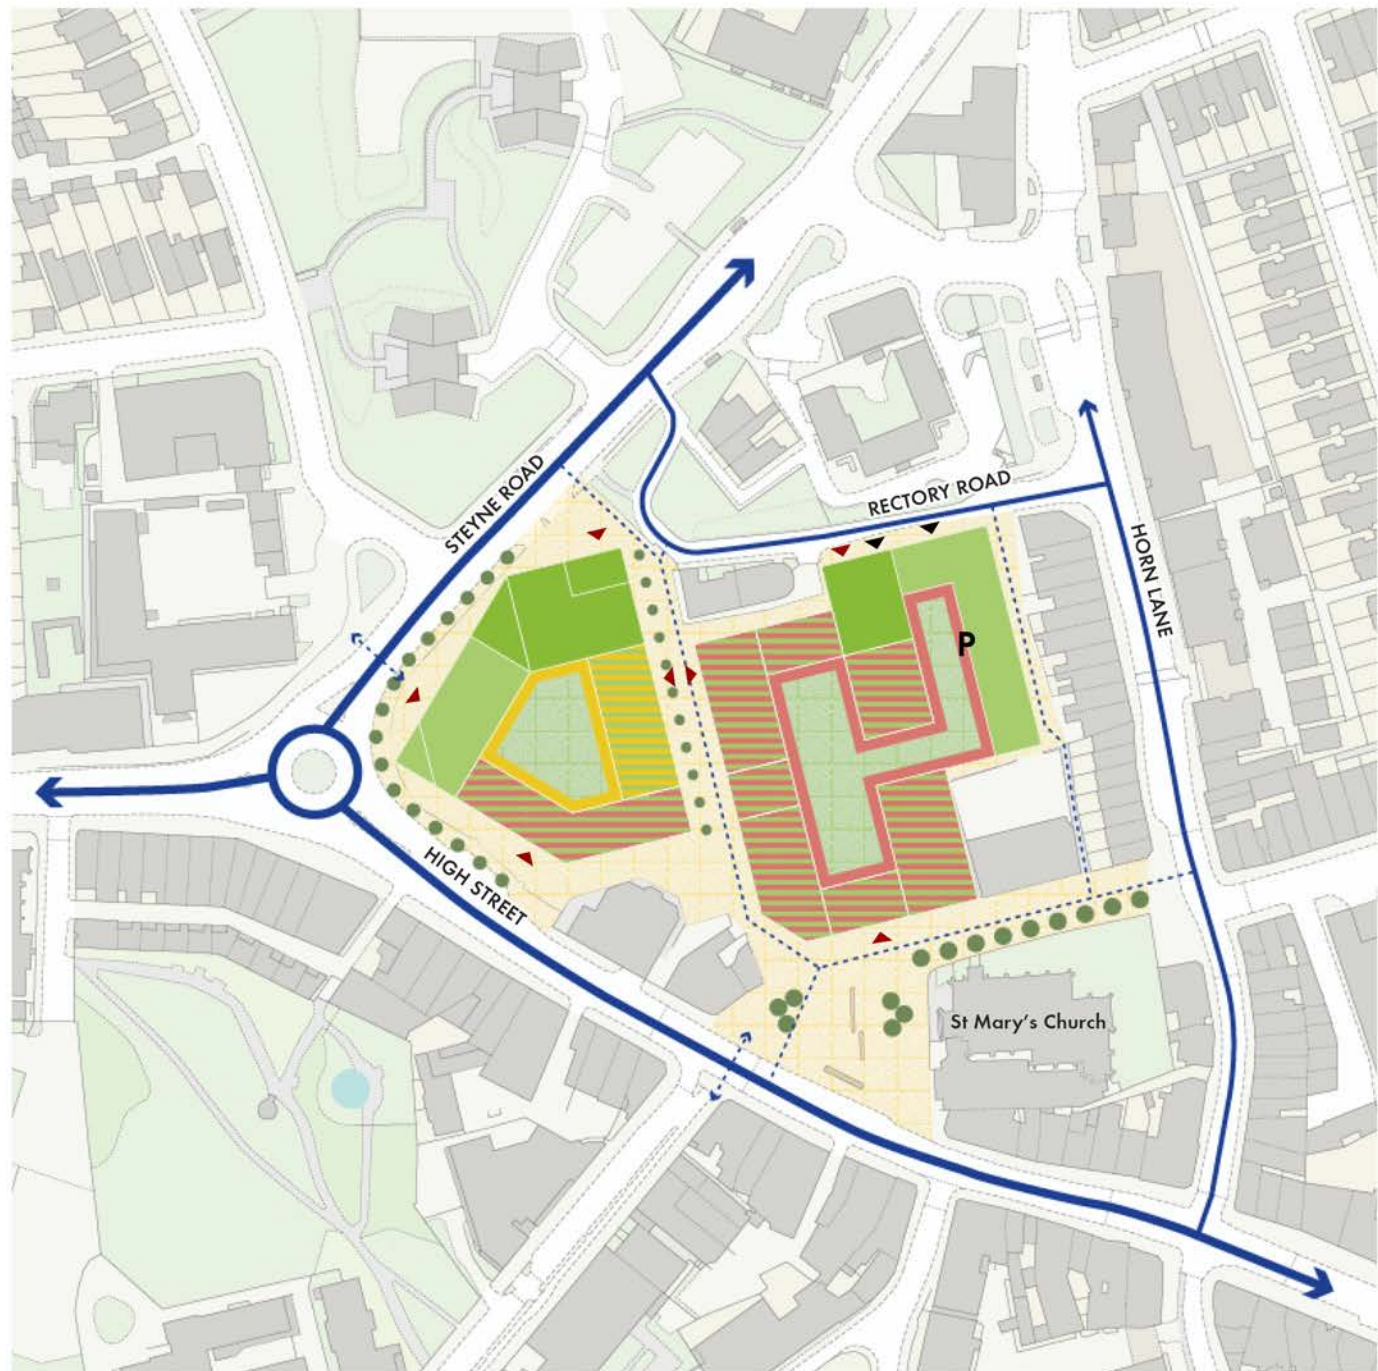 STEYNE ROAD
RECTORY ROAD
HORN LANE
P
HIGH STREET
St Mary's Church